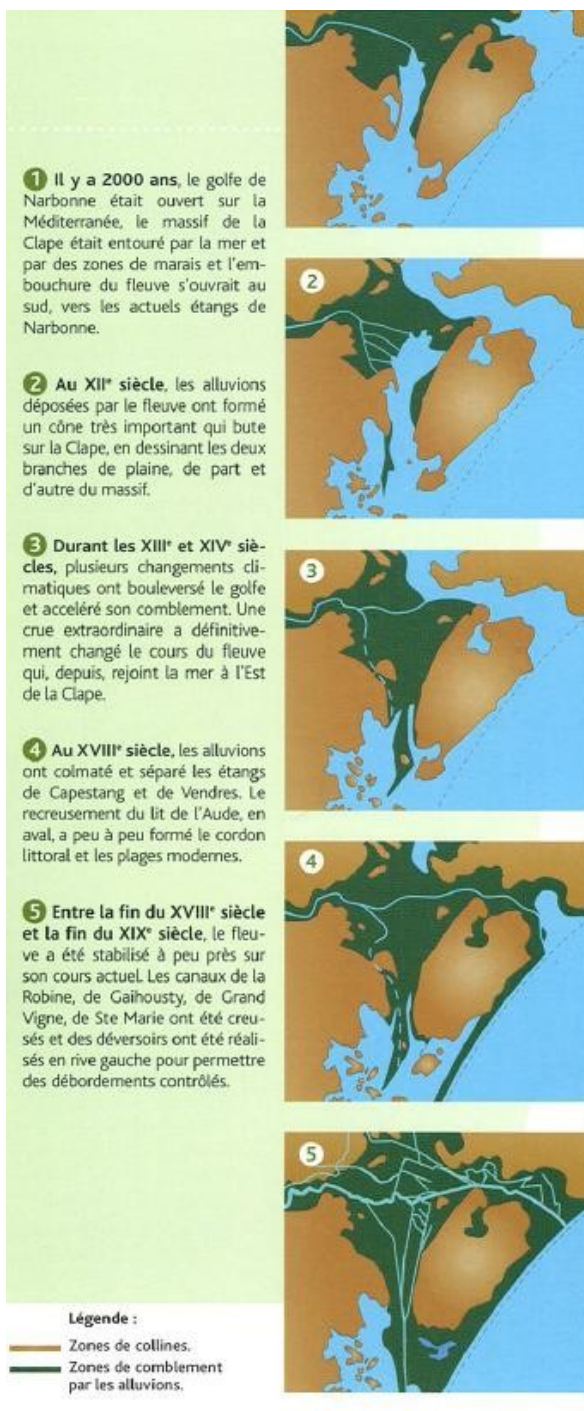 1 Il y a 2000 ans, le golfe de
Narbonne était ouvert sur la
Méditerranée, le massif de la
Clape était entouré par la mer et
par des zones de marais et l'em-
bouchure du fleuve s'ouvrait au
sud, vers les actuels étangs de
Narbonne.
2 Au XIIe siècle, les alluvions
déposées par le fleuve ont formé
un cône très important qui bute
sur la Clape, en dessinant les deux
branches de plaine, de part et
d'autre du massif.
3 Durant les XIIIe et XIVe siè-
cles, plusieurs changements cli-
matiques ont bouleversé le golfe
et acceléré son comblement. Une
crue extraordinaire a définitive-
ment changé le cours du fleuve
qui, depuis, rejoint la mer à l'Est
de la Clape.
4 Au XVIIIe siècle, les alluvions
ont colmaté et séparé les étangs
de Capestang et de Vendres. Le
recreusement du lit de l'Aude, en
aval, a peu à peu formé le cordon
littoral et les plages modernes.
5 Entre la fin du XVIIIe siècle
et la fin du XIXe siècle, le fleu-
ve a été stabilisé à peu près sur
son cours actuel. Les canaux de la
Robine, de Gaihousty, de Grand
Vigne, de Ste Marie ont été creu-
sés et des déversoirs ont été réali-
sés en rive gauche pour permettre
des débordements contrôlés.
Légende :
Zones de collines.
Zones de comblement
par les alluvions.
2
3
4
5